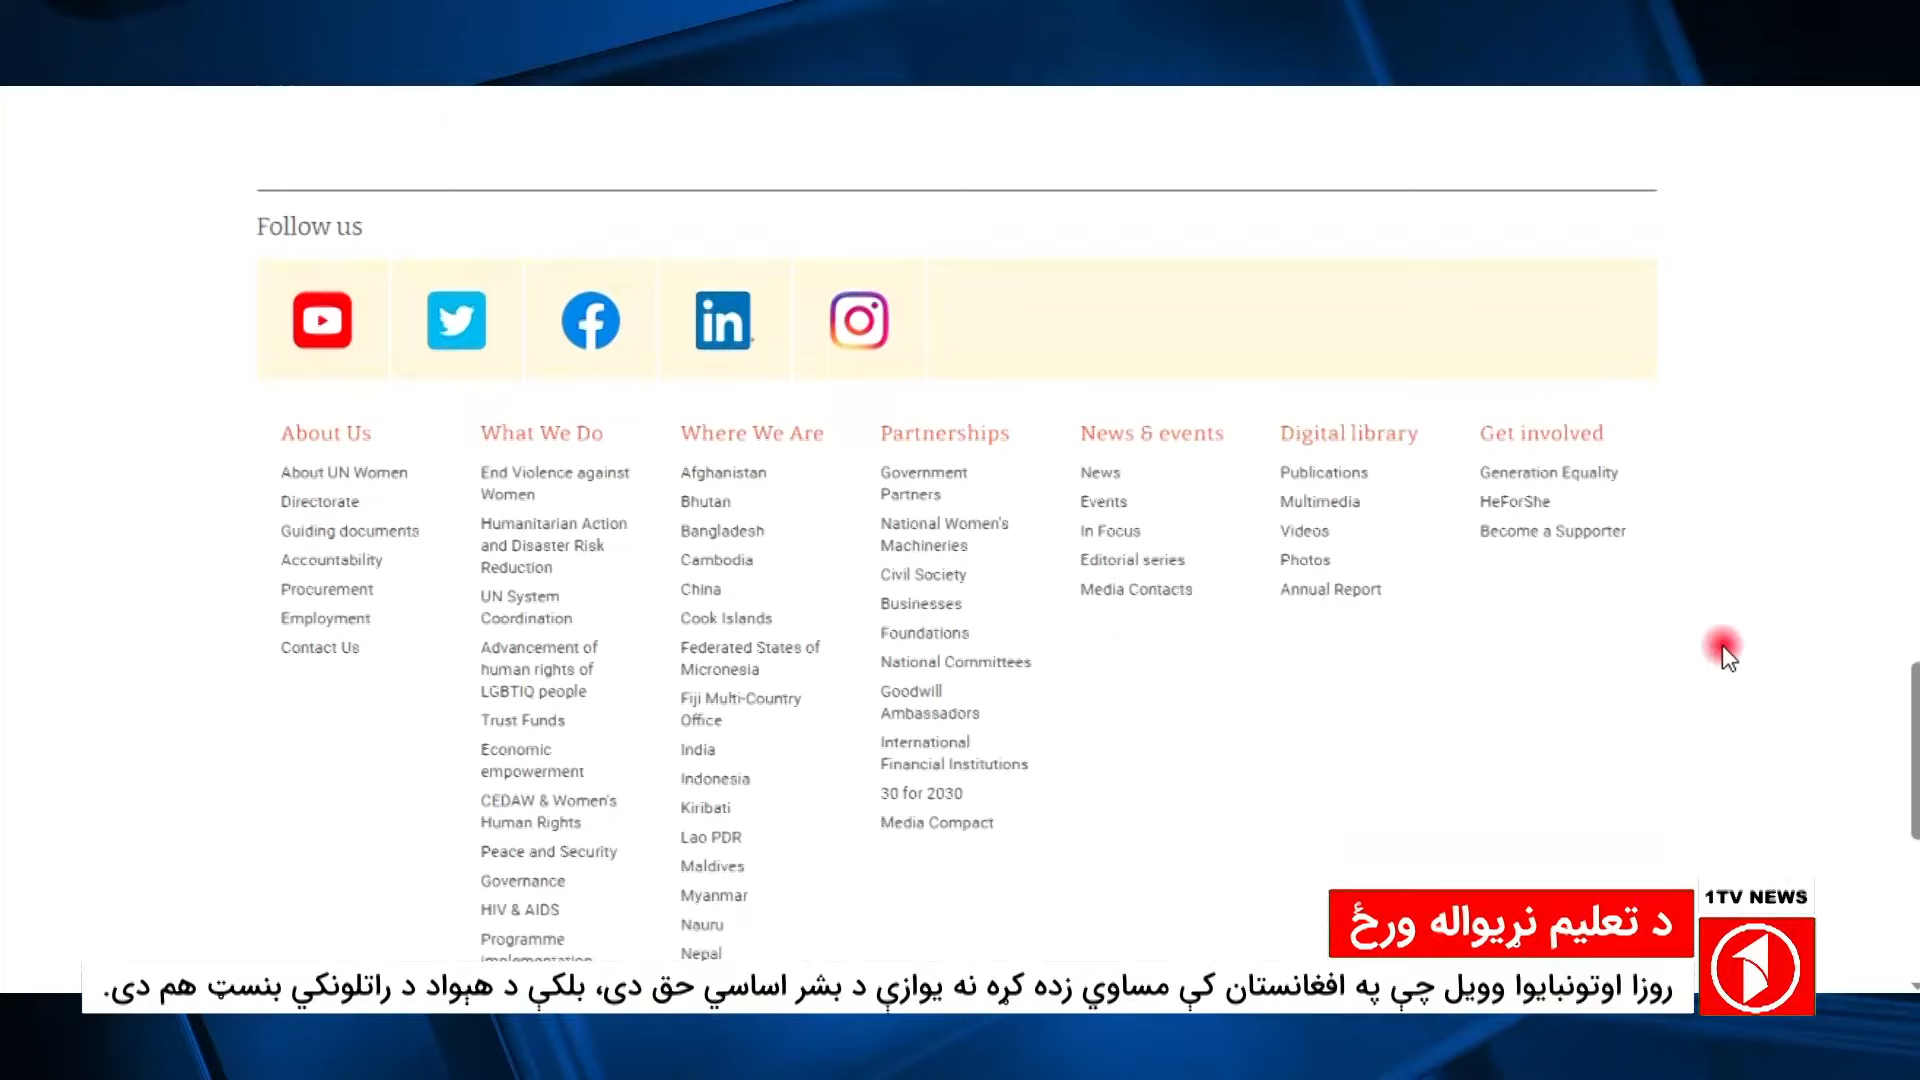 Follow us
About Us
About UN Women
Directorate
Guiding documents
Accountability
Procurement
Employment
Contact Us
What We Do
End Violence against
Women
Humanitarian Action
and Disaster Risk
Reduction
UN System
Coordination
Advancement of
human rights of
LGBTIQ people
Trust Funds
Economic
empowerment
CEDAW & Women's
Human Rights
Peace and Security
Governance
HIV & AIDS
Programme
implementation
Where We Are
Afghanistan
Bhutan
Bangladesh
Cambodia
China
Cook Islands
Federated States of
Micronesia
Fiji Multi-Country
Office
India
Indonesia
Kiribati
Lao PDR
Maldives
Myanmar
Nauru
Nepal
Partnerships
Government
Partners
National Women's
Machineries
Civil Society
Businesses
Foundations
National Committees
Goodwill
Ambassadors
International
Financial Institutions
30 for 2030
Media Compact
News & events
News
Events
In Focus
Editorial series
Media Contacts
Digital library
Publications
Multimedia
Videos
Photos
Annual Report
Get involved
Generation Equality
HeForShe
Become a Supporter
1TV NEWS
د تعلیم نړیواله ورځ
روزا اوتونبایوا وویل چې په افغانستان کې مساوي زده کړه نه یوازې د بشر اساسي حق دی، بلکې د هېواد د راتلونکي بنسټ هم دی.